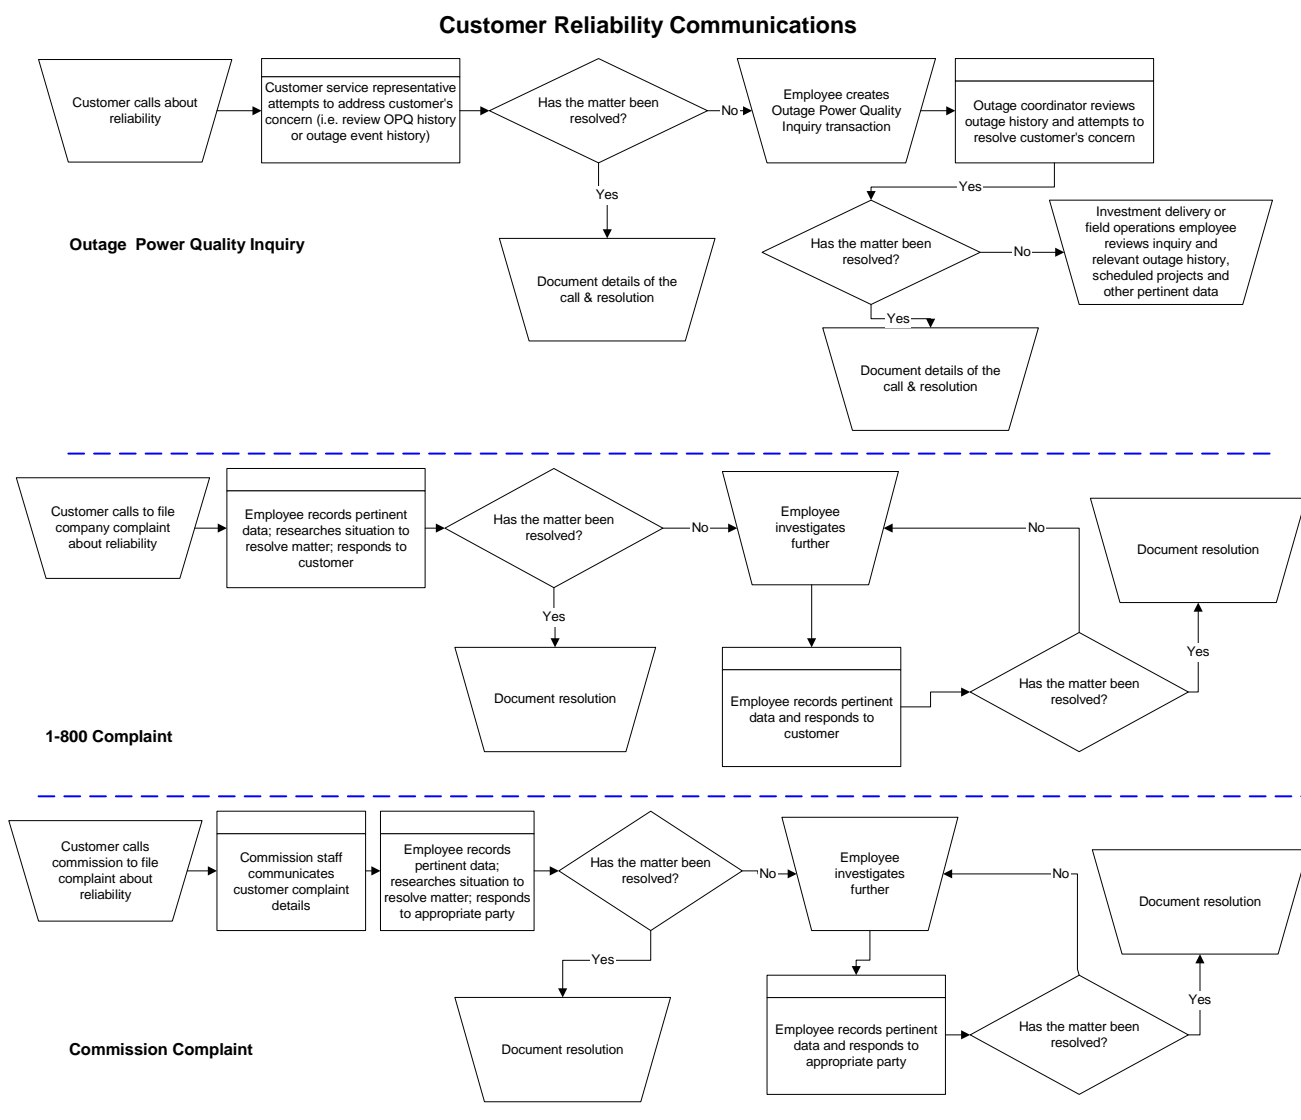 Customer Reliability Communications
Customer calls about
reliability
Customer service representative
attempts to address customer's
concern (i.e. review OPQ history
or outage event history)
Has the matter been
resolved?
No
Employee creates
Outage Power Quality
Inquiry transaction
Outage coordinator reviews
outage history and attempts to
resolve customer's concern
Yes
Yes
Outage  Power Quality Inquiry
Document details of the
call & resolution
Has the matter been
resolved?
No
Investment delivery or
field operations employee
reviews inquiry and
relevant outage history,
scheduled projects and
other pertinent data
Yes
Document details of the
call & resolution
Customer calls to file
company complaint
about reliability
Employee records pertinent
data; researches situation to
resolve matter; responds to
customer
Has the matter been
resolved?
No
Employee
investigates
further
No
Document resolution
Yes
Document resolution
Employee records pertinent
data and responds to
customer
Has the matter been
resolved?
Yes
1-800 Complaint
Customer calls
commission to file
complaint about
reliability
Commission staff
communicates
customer complaint
details
Employee records
pertinent data;
researches situation to
resolve matter; responds
to appropriate party
Has the matter been
resolved?
No
Employee
investigates
further
No
Document resolution
Yes
Document resolution
Employee records pertinent
data and responds to
appropriate party
Has the matter been
resolved?
Yes
Commission Complaint